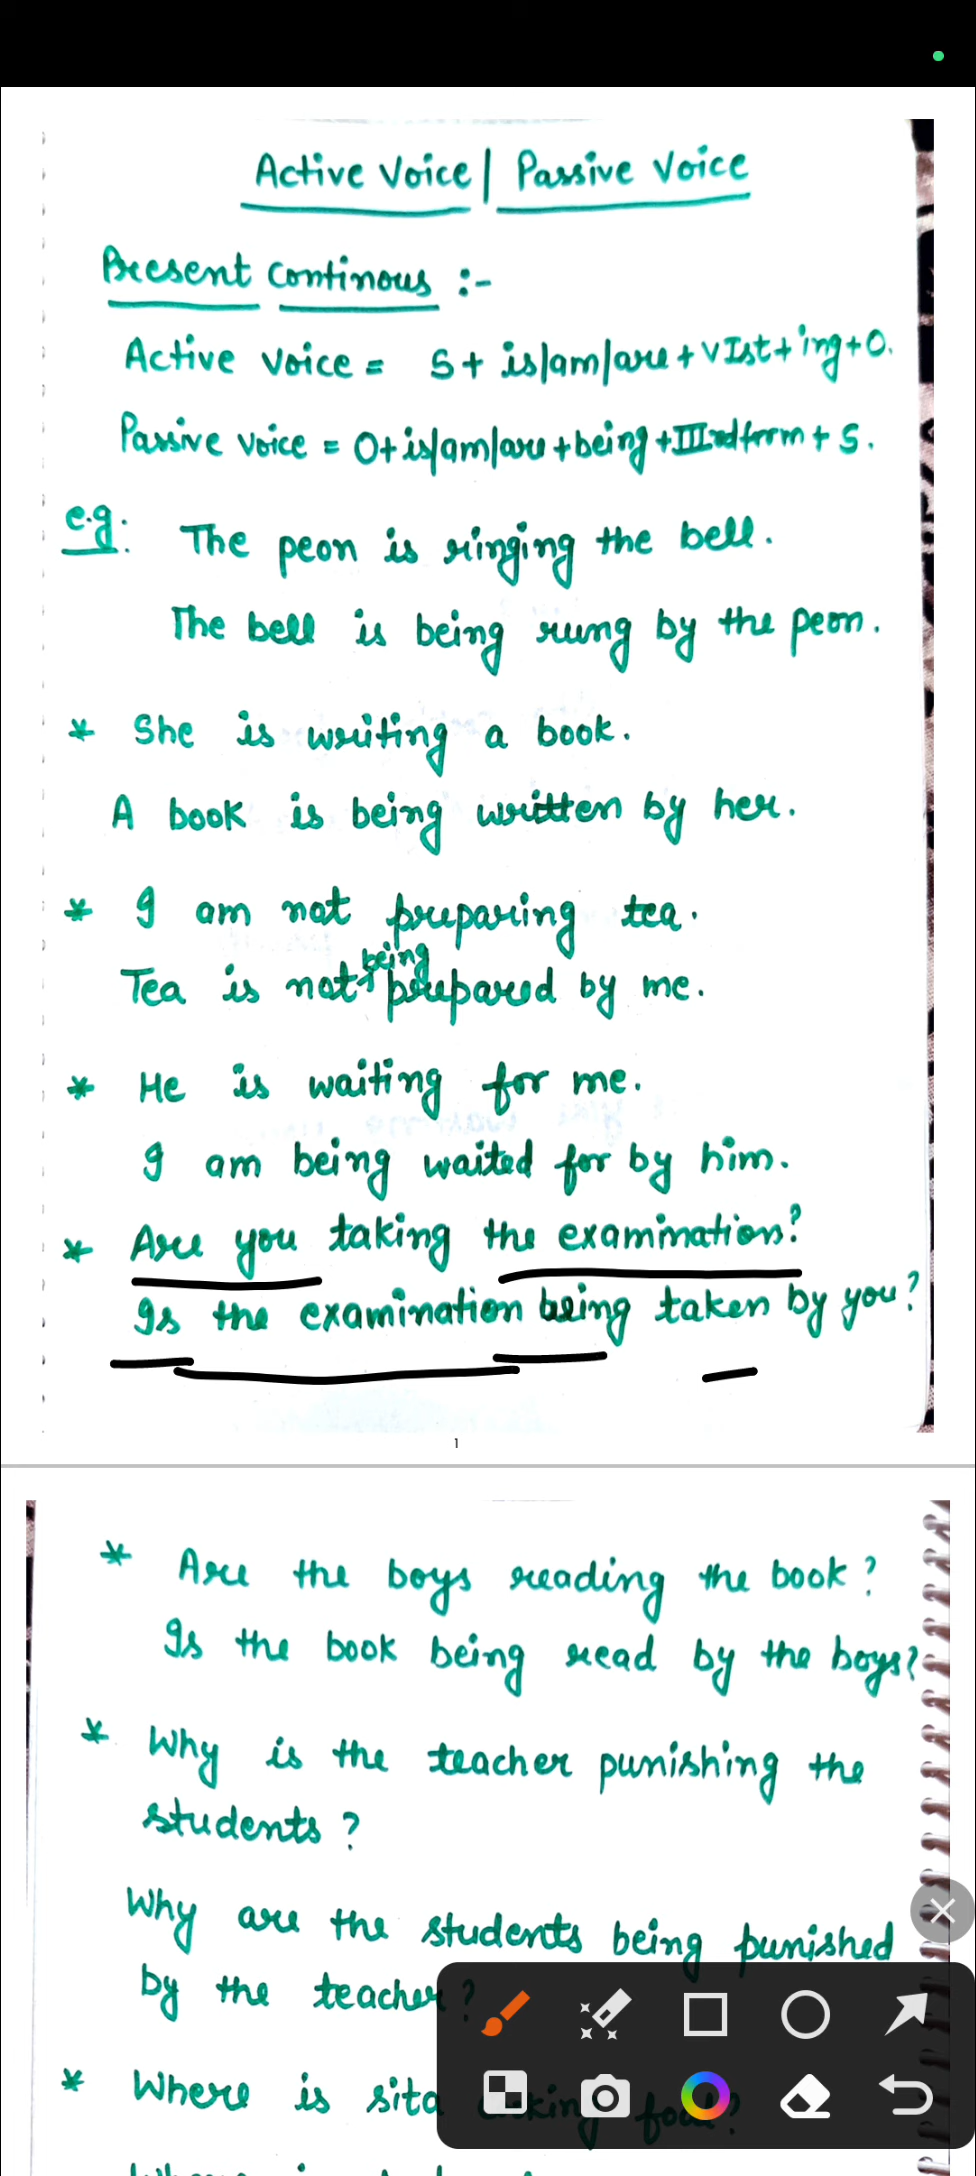 Active Voice | Passive Voice
Present Continous :-
Active Voice = S + is/am/are + VIst + ing + O.
Passive Voice = O + is/am/are + being + IIIrd form + S.
e.g: The peon is ringing the bell.
The bell is being rung by the peon.
* She is writing a book.
A book is being written by her.
* I am not preparing tea.
being
Tea is not prepared by me.
* He is waiting for me.
I am being waited for by him.
* Are you taking the examination?
Is the examination being taken by you?
1
* Are the boys reading the book?
Is the book being read by the boys?
* Why is the teacher punishing the
students?
Why are the students being punished
by the teacher?
* Where is sita food?